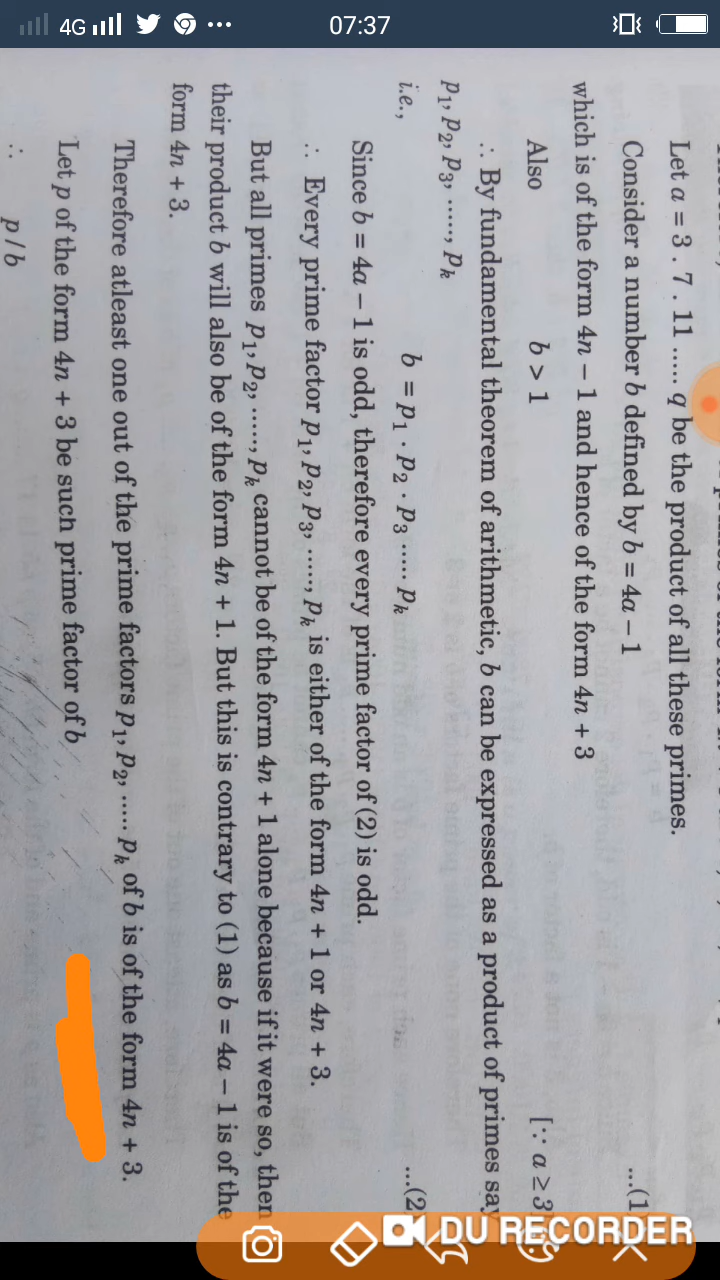 4G 07:37
Let a = 3 . 7 . 11 ...... q be the product of all these primes.
Consider a number b defined by b = 4a – 1 ...(1
which is of the form 4n – 1 and hence of the form 4n + 3
Also b > 1 [∵ a ≥ 3
∴ By fundamental theorem of arithmetic, b can be expressed as a product of primes say
p₁, p₂, p₃, ......, pₖ
i.e., b = p₁ . p₂ . p₃ ...... pₖ ...(2
Since b = 4a – 1 is odd, therefore every prime factor of (2) is odd.
∴ Every prime factor p₁, p₂, p₃, ......, pₖ is either of the form 4n + 1 or 4n + 3.
But all primes p₁, p₂, ......, pₖ cannot be of the form 4n + 1 alone because if it were so, then
their product b will also be of the form 4n + 1. But this is contrary to (1) as b = 4a – 1 is of the
form 4n + 3.
Therefore atleast one out of the prime factors p₁, p₂, ...... pₖ of b is of the form 4n + 3.
Let p of the form 4n + 3 be such prime factor of b
∴ p/b
DU RECORDER